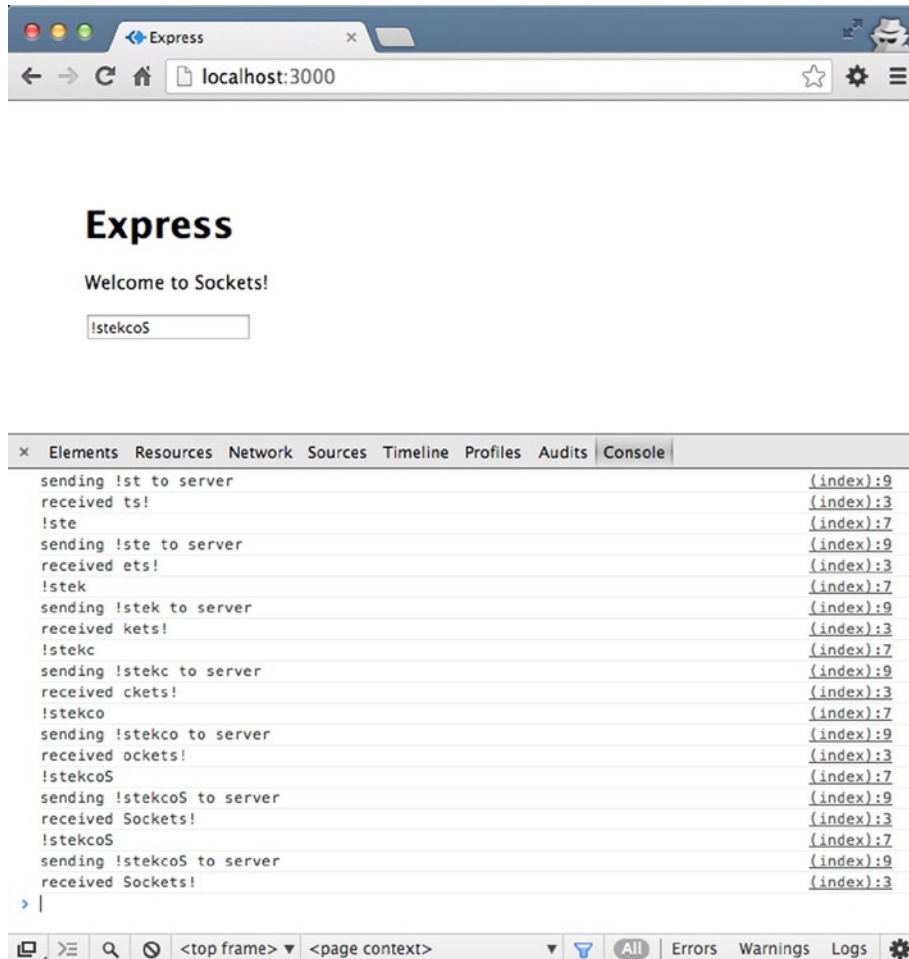 Express
localhost:3000
Express
Welcome to Sockets!
!stekcoS
× Elements Resources Network Sources Timeline Profiles Audits Console
sending !st to server (index):9
received ts! (index):3
!ste (index):7
sending !ste to server (index):9
received ets! (index):3
!stek (index):7
sending !stek to server (index):9
received kets! (index):3
!stekc (index):7
sending !stekc to server (index):9
received ckets! (index):3
!stekco (index):7
sending !stekco to server (index):9
received ockets! (index):3
!stekcoS (index):7
sending !stekcoS to server (index):9
received Sockets! (index):3
!stekcoS (index):7
sending !stekcoS to server (index):9
received Sockets! (index):3
>
<top frame> ▼ <page context> ▼ All | Errors Warnings Logs